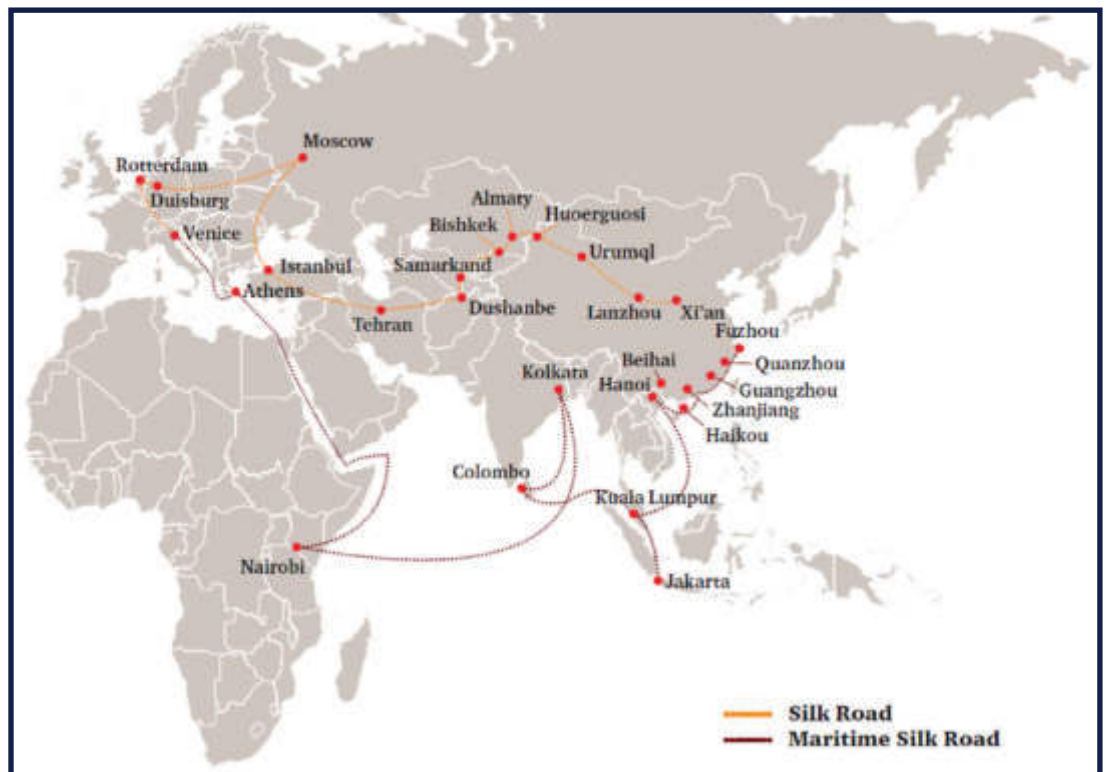 Moscow
Rotterdam
Duisburg
Almaty
Huoerguosi
Bishkek
Venice
Urumql
Istanbul
Samarkand
Athens
Dushanbe
Lanzhou
Xi'an
Tehran
Fuzhou
Beihai
Quanzhou
Kolkata
Hanoi
Guangzhou
Zhanjiang
Haikou
Colombo
Kuala Lumpur
Nairobi
Jakarta
Silk Road
Maritime Silk Road